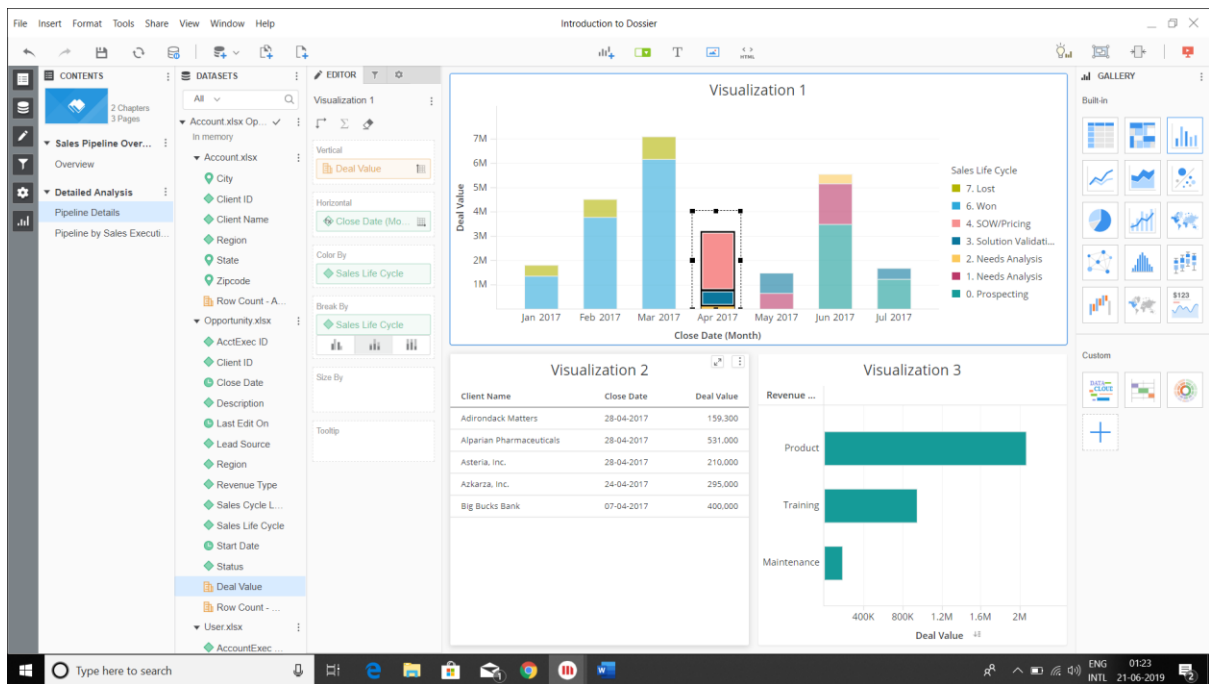 File Insert Format Tools Share View Window Help
Introduction to Dossier
T
< >
HTML
CONTENTS
2 Chapters
3 Pages
Sales Pipeline Over...
Overview
Detailed Analysis
Pipeline Details
Pipeline by Sales Executi...
DATASETS
All
Account.xlsx Op...
In memory
Account.xlsx
City
Client ID
Client Name
Region
State
Zipcode
Row Count - A...
Opportunity.xlsx
AcctExec ID
Client ID
Close Date
Description
Last Edit On
Lead Source
Region
Revenue Type
Sales Cycle L...
Sales Life Cycle
Start Date
Status
Deal Value
Row Count - ...
User.xlsx
AccountExec ...
EDITOR
Visualization 1
Vertical
Deal Value
Horizontal
Close Date (Mo...
Color By
Sales Life Cycle
Break By
Sales Life Cycle
Size By
Tooltip
Visualization 1
Deal Value
7M
6M
5M
4M
3M
2M
1M
Jan 2017 Feb 2017 Mar 2017 Apr 2017 May 2017 Jun 2017 Jul 2017
Close Date (Month)
Sales Life Cycle
7. Lost
6. Won
4. SOW/Pricing
3. Solution Validati...
2. Needs Analysis
1. Needs Analysis
0. Prospecting
Visualization 2
Client Name Close Date Deal Value
Adirondack Matters 28-04-2017 159,300
Alparian Pharmaceuticals 28-04-2017 531,000
Asteria, Inc. 28-04-2017 210,000
Azkarza, Inc. 24-04-2017 295,000
Big Bucks Bank 07-04-2017 400,000
Visualization 3
Revenue ...
Product
Training
Maintenance
400K 800K 1.2M 1.6M 2M
Deal Value
GALLERY
Built-in
$123
Custom
DATA
CLOUD
Type here to search
ENG 01:23
INTL 21-06-2019